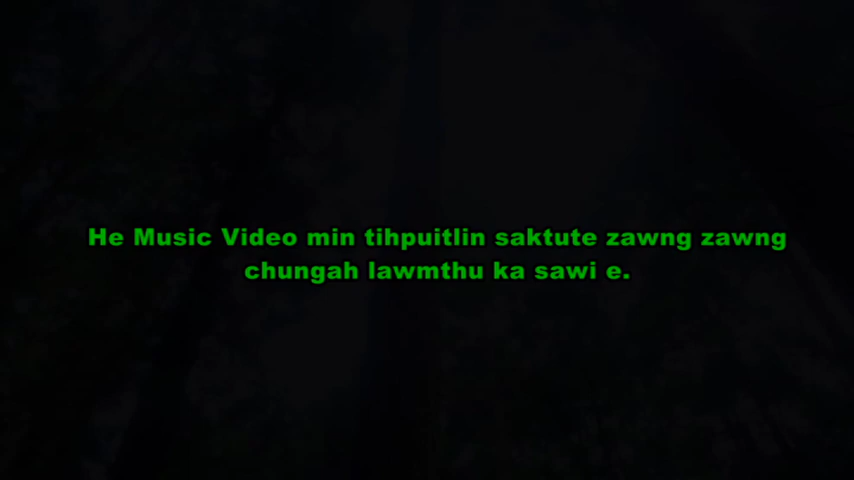 He Music Video min tihpuitlin saktute zawng zawng
chungah lawmthu ka sawi e.